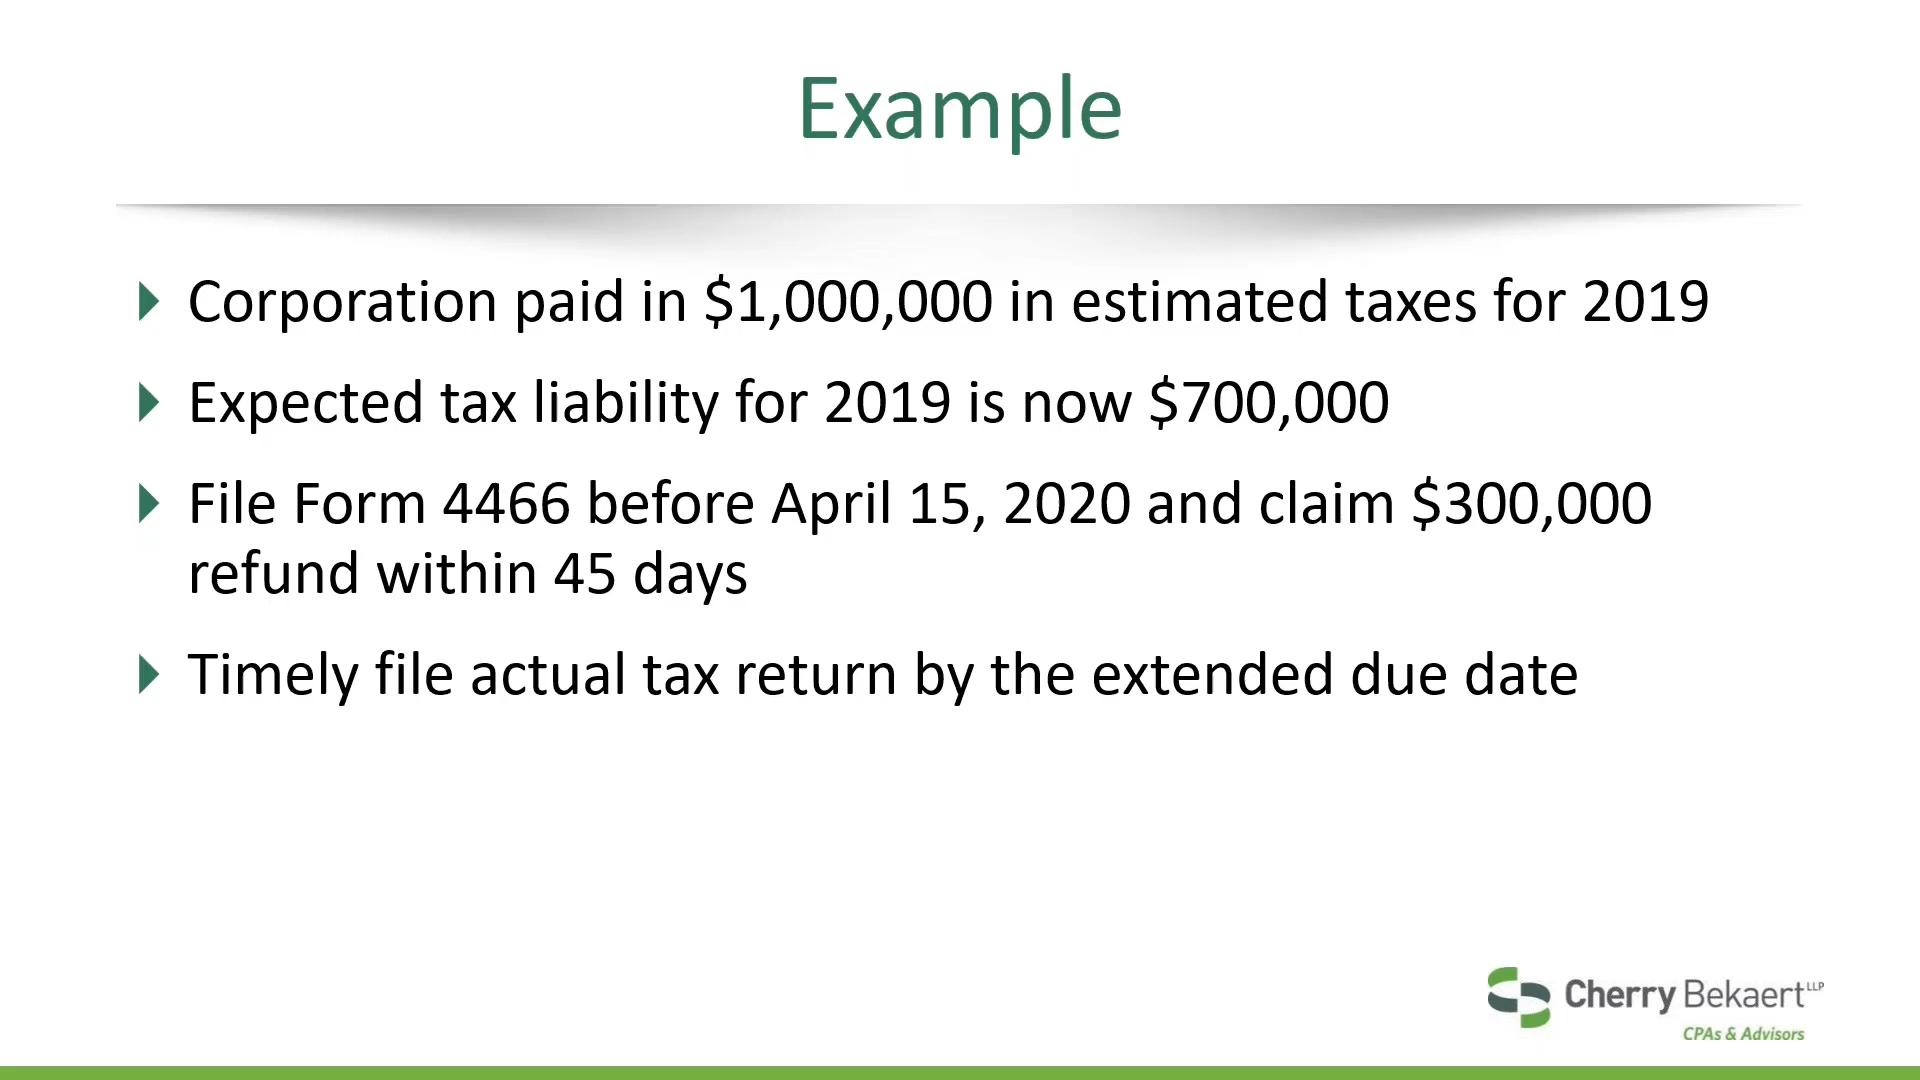 Example
Corporation paid in $1,000,000 in estimated taxes for 2019
Expected tax liability for 2019 is now $700,000
File Form 4466 before April 15, 2020 and claim $300,000
refund within 45 days
Timely file actual tax return by the extended due date
Cherry Bekaert LLP
CPAs & Advisors